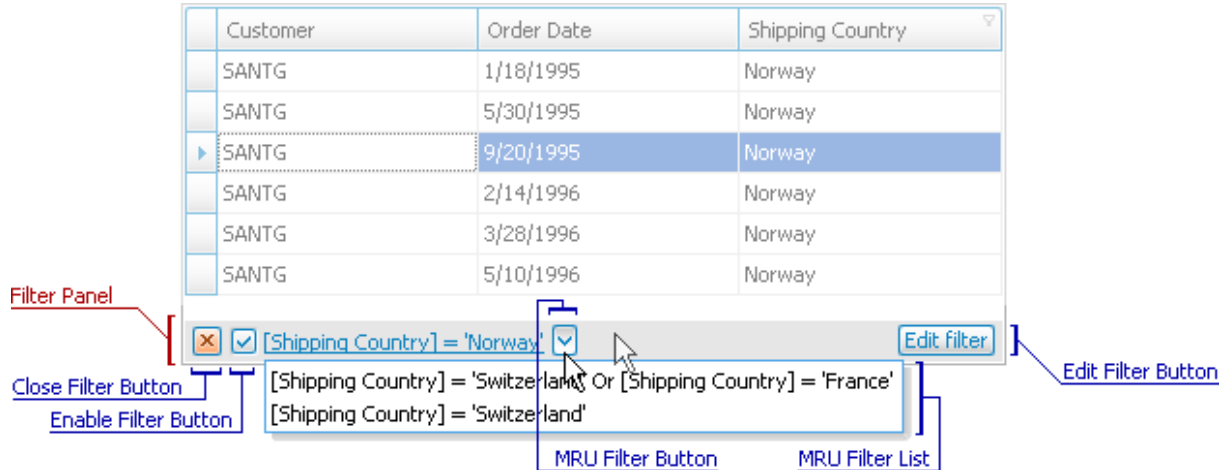 Customer Order Date Shipping Country
SANTG 1/18/1995 Norway
SANTG 5/30/1995 Norway
SANTG 9/20/1995 Norway
SANTG 2/14/1996 Norway
SANTG 3/28/1996 Norway
SANTG 5/10/1996 Norway
Filter Panel
[Shipping Country] = 'Norway' Edit filter
Edit Filter Button
Close Filter Button
[Shipping Country] = 'Switzerland' Or [Shipping Country] = 'France'
Enable Filter Button
[Shipping Country] = 'Switzerland'
MRU Filter Button MRU Filter List